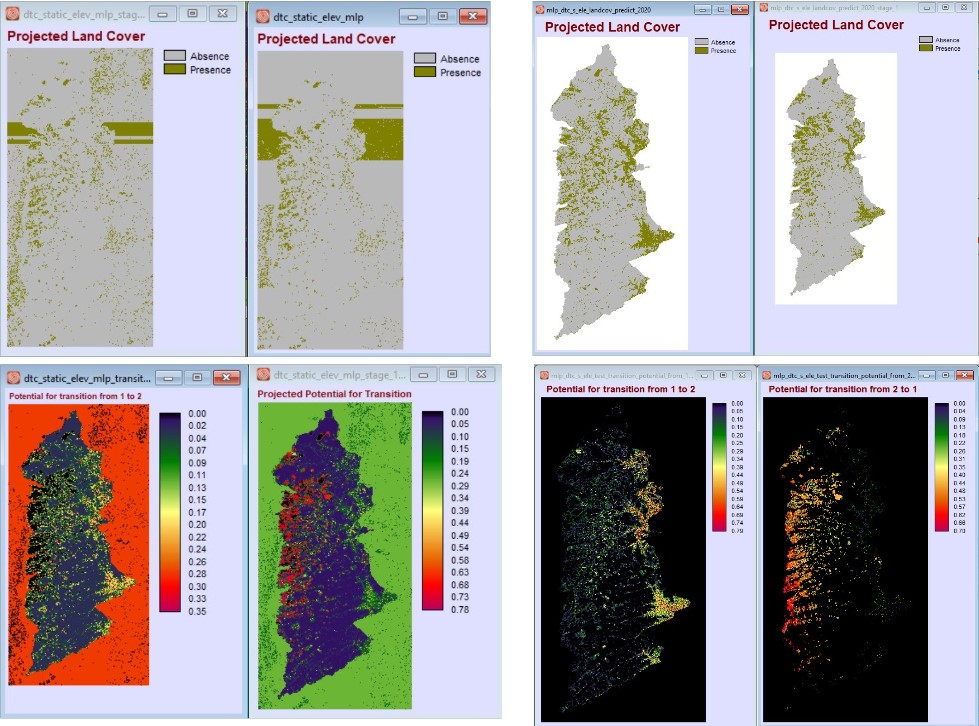 dtc_static_elev_mlp_stag...
Projected Land Cover
Absence
Presence
dtc_static_elev_mlp
Projected Land Cover
Absence
Presence
mlp_dtc_s_ele_landcov_predict_2020
Projected Land Cover
Absence
Presence
mlp_dtc_s_ele_landcov_predict_2020_stage_1
Projected Land Cover
Absence
Presence
dtc_static_elev_mlp_transit...
Potential for transition from 1 to 2
0.00
0.02
0.04
0.07
0.09
0.11
0.13
0.15
0.17
0.20
0.22
0.24
0.26
0.28
0.30
0.33
0.35
dtc_static_elev_mlp_stage_1...
Projected Potential for Transition
0.00
0.05
0.10
0.15
0.19
0.24
0.29
0.34
0.39
0.44
0.49
0.54
0.58
0.63
0.68
0.73
0.78
mlp_dtc_s_ele_test_transition_potential_from_1...
Potential for transition from 1 to 2
0.00
0.05
0.10
0.15
0.20
0.25
0.29
0.34
0.39
0.44
0.49
0.54
0.59
0.64
0.69
0.74
0.79
mlp_dtc_s_ele_test_transition_potential_from_2...
Potential for transition from 2 to 1
0.00
0.04
0.09
0.13
0.18
0.22
0.26
0.31
0.35
0.40
0.44
0.48
0.53
0.57
0.62
0.66
0.70